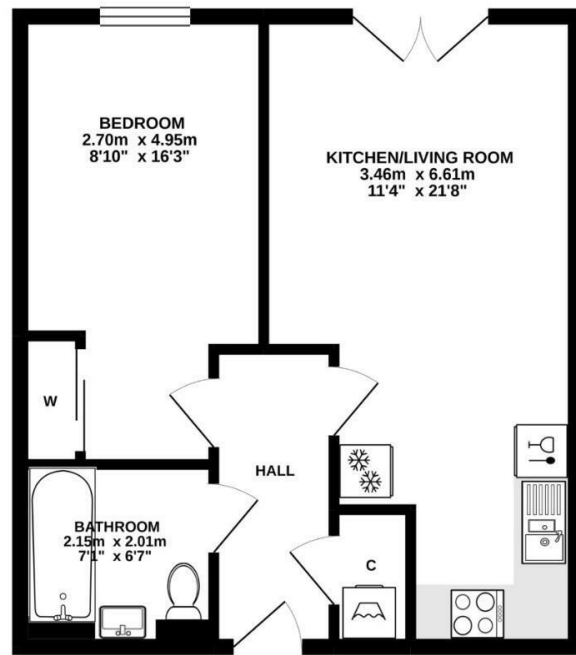 BEDROOM
2.70m x 4.95m
8'10" x 16'3"
KITCHEN/LIVING ROOM
3.46m x 6.61m
11'4" x 21'8"
W
HALL
BATHROOM
2.15m x 2.01m
7'1" x 6'7"
C